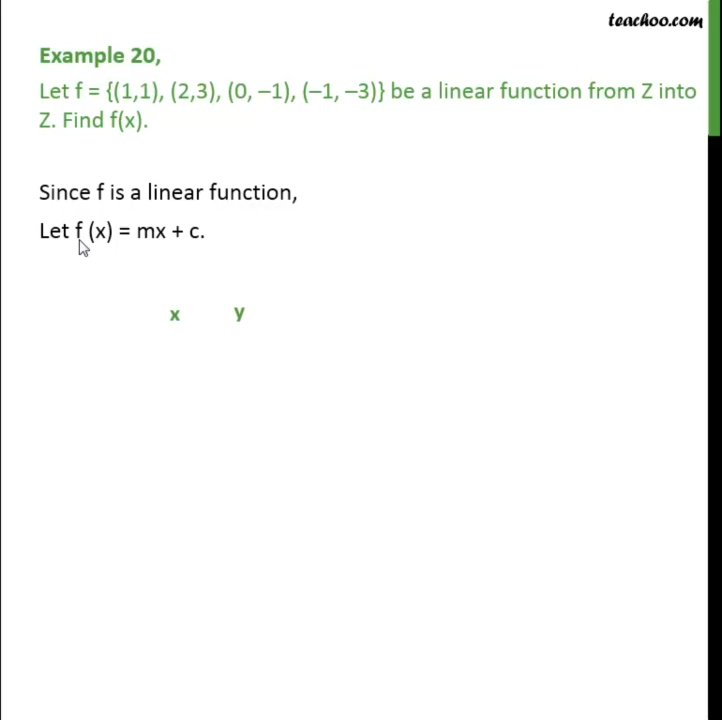 teachoo.com
Example 20,
Let f = {(1,1), (2,3), (0, –1), (–1, –3)} be a linear function from Z into
Z. Find f(x).
Since f is a linear function,
Let f (x) = mx + c.
x y